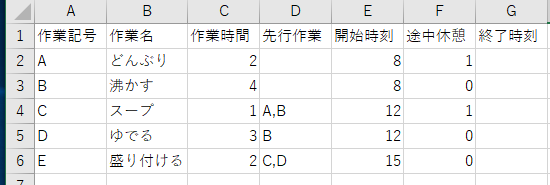 A B C D E F G
1 作業記号 作業名 作業時間 先行作業 開始時刻 途中休憩 終了時刻
2 A どんぶり 2 8 1
3 B 沸かす 4 8 0
4 C スープ 1 A,B 12 1
5 D ゆでる 3 B 12 0
6 E 盛り付ける 2 C,D 15 0